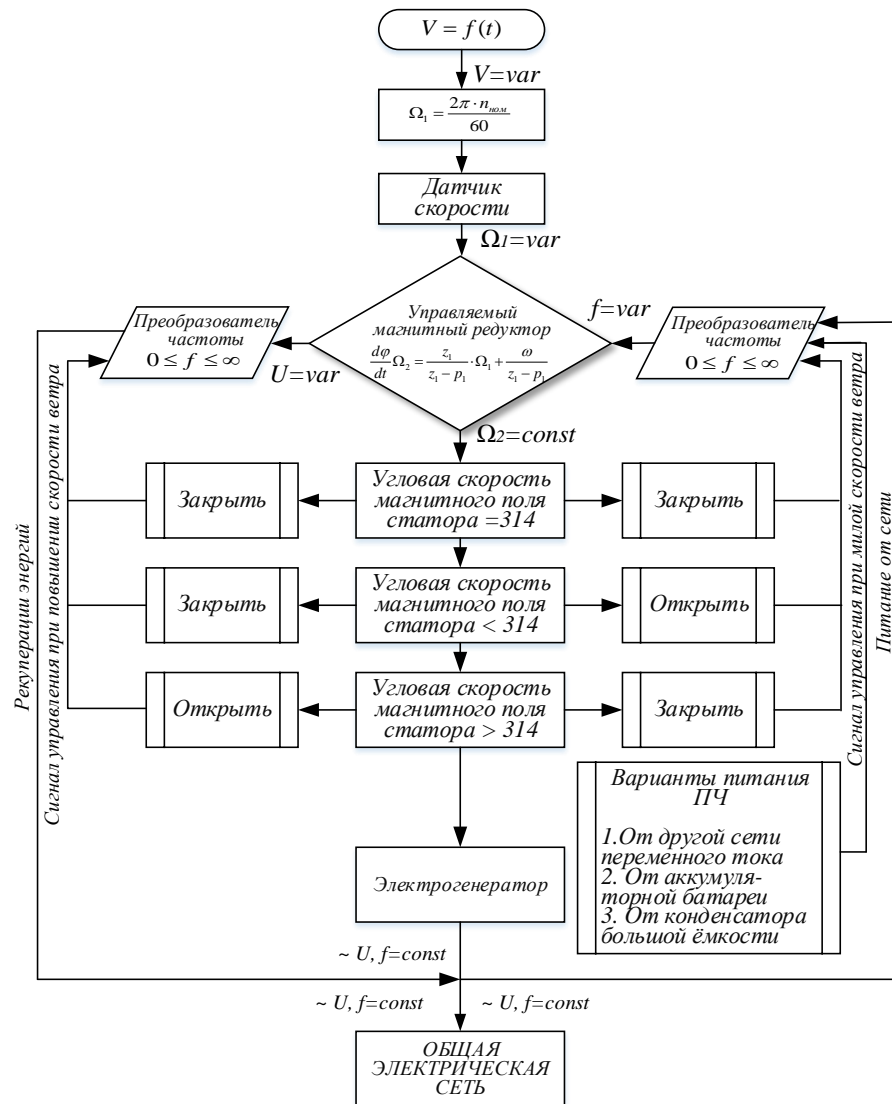 V = f(t)
V=var
Ω₁ = 2π · nₙₒₘ / 60
Датчик
скорости
Ω1=var
Преобразователь
частоты
0 ≤ f ≤ ∞
U=var
Управляемый
магнитный редуктор
dφ/dt Ω₂ = z₁/(z₁ − p₁) · Ω₁ + ω/(z₁ − p₁)
f=var
Преобразователь
частоты
0 ≤ f ≤ ∞
Ω2=const
Закрыть
Угловая скорость
магнитного поля
статора =314
Закрыть
Закрыть
Угловая скорость
магнитного поля
статора < 314
Открыть
Открыть
Угловая скорость
магнитного поля
статора > 314
Закрыть
Рекуперации энергий
Сигнал управления при повышении скорости ветра
Сигнал управления при милой скорости ветра
Питание от сети
Варианты питания
ПЧ
1.От другой сети
переменного тока
2. От аккумуля-
торной батареи
3. От конденсатора
большой ёмкости
Электрогенератор
~ U, f=const
~ U, f=const
~ U, f=const
ОБЩАЯ
ЭЛЕКТРИЧЕСКАЯ
СЕТЬ